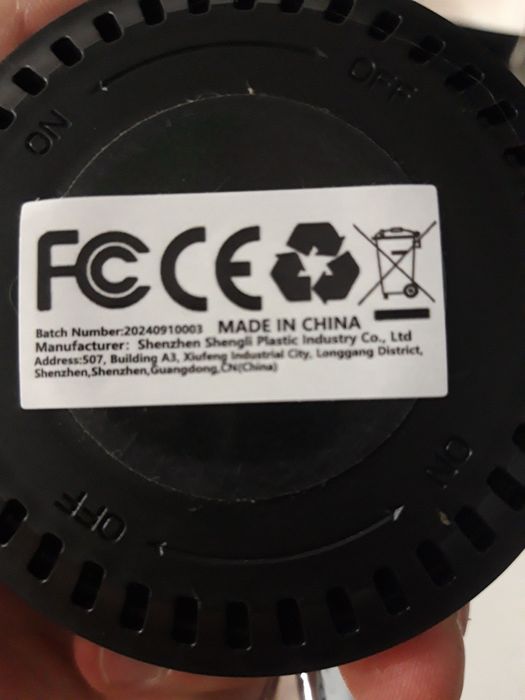 ON
OFF
FC CE
Batch Number:20240910003 MADE IN CHINA
Manufacturer: Shenzhen Shengli Plastic Industry Co., Ltd
Address:507, Building A3, Xiufeng Industrial City, Longgang District,
Shenzhen,Shenzhen,Guangdong,CN(China)
OFF
ON